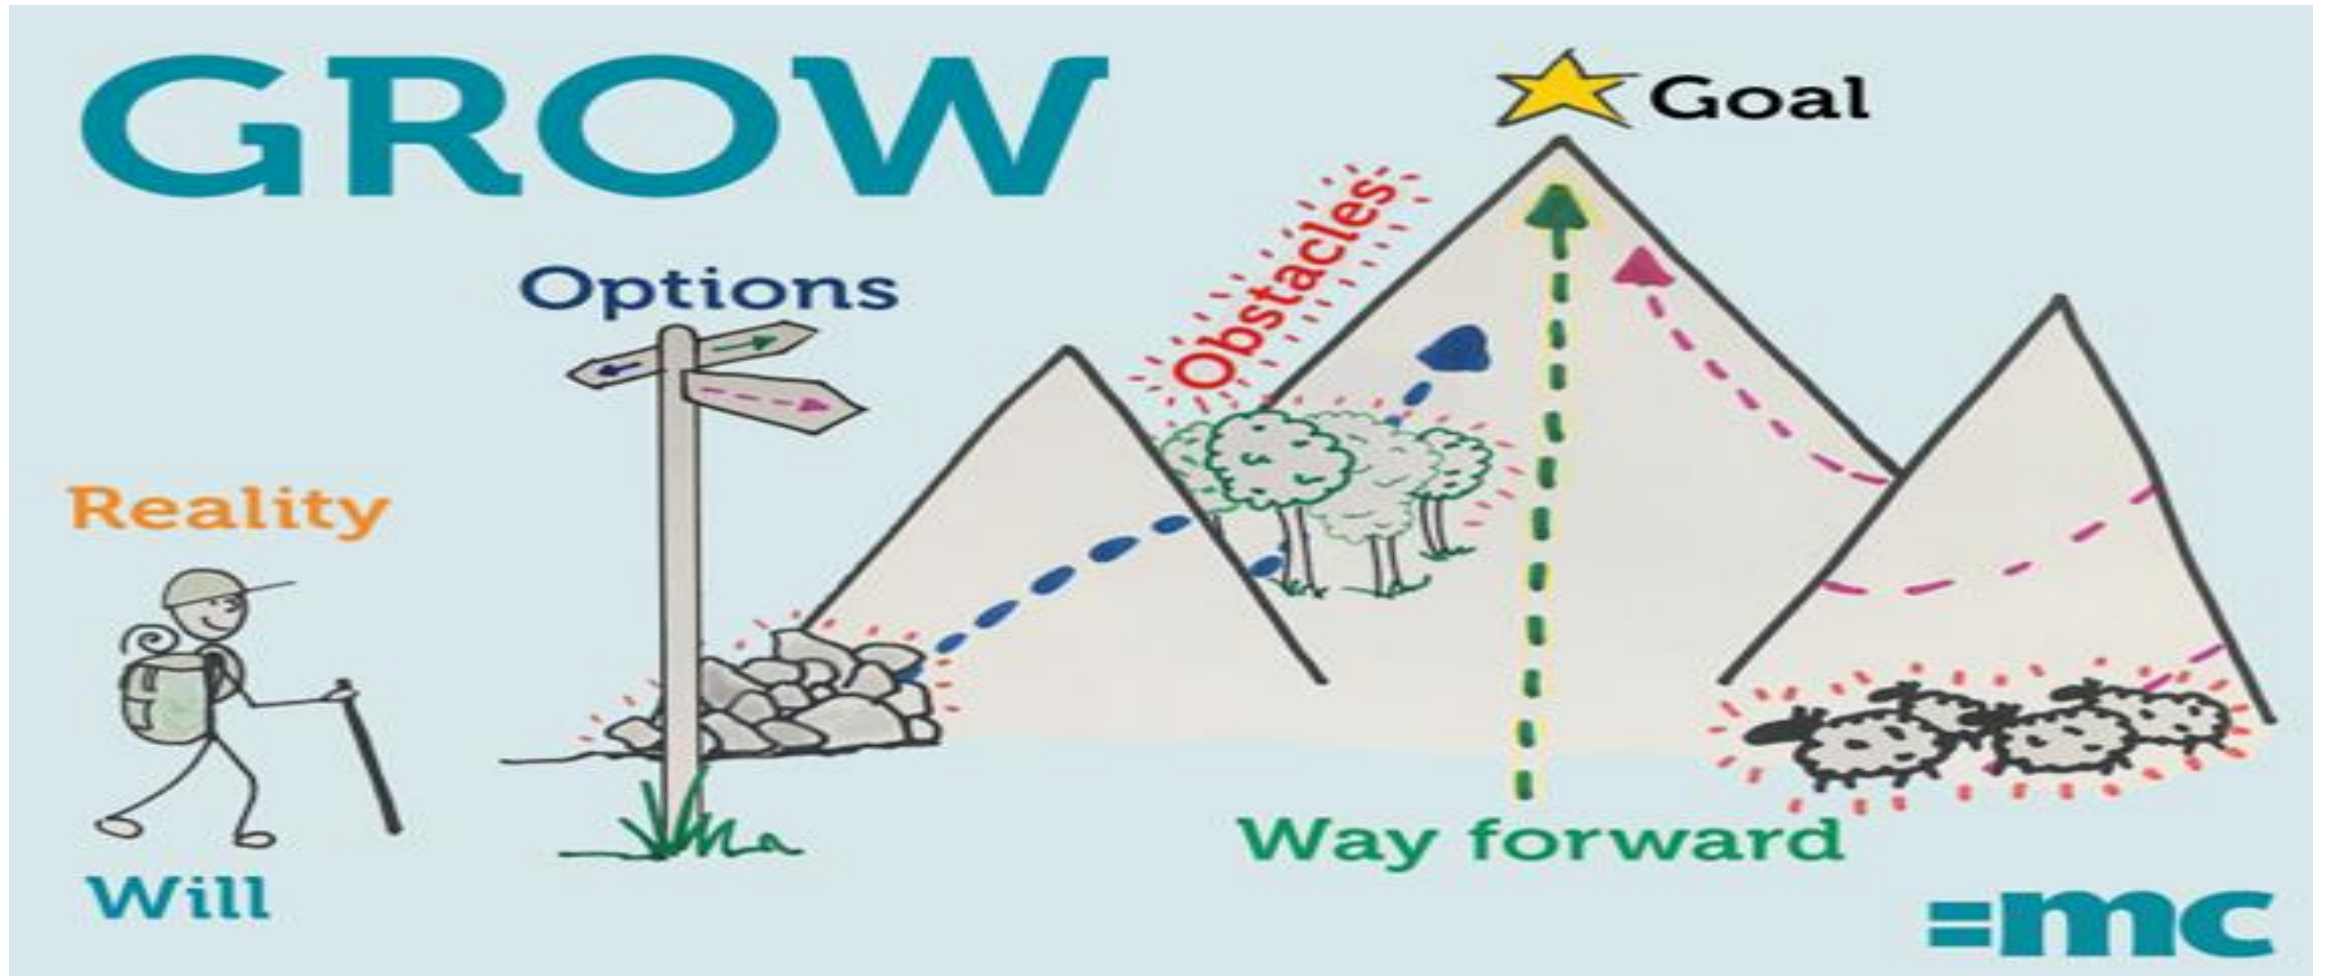 GROW
Goal
Obstacles
Options
Reality
Way forward
Will
=mc